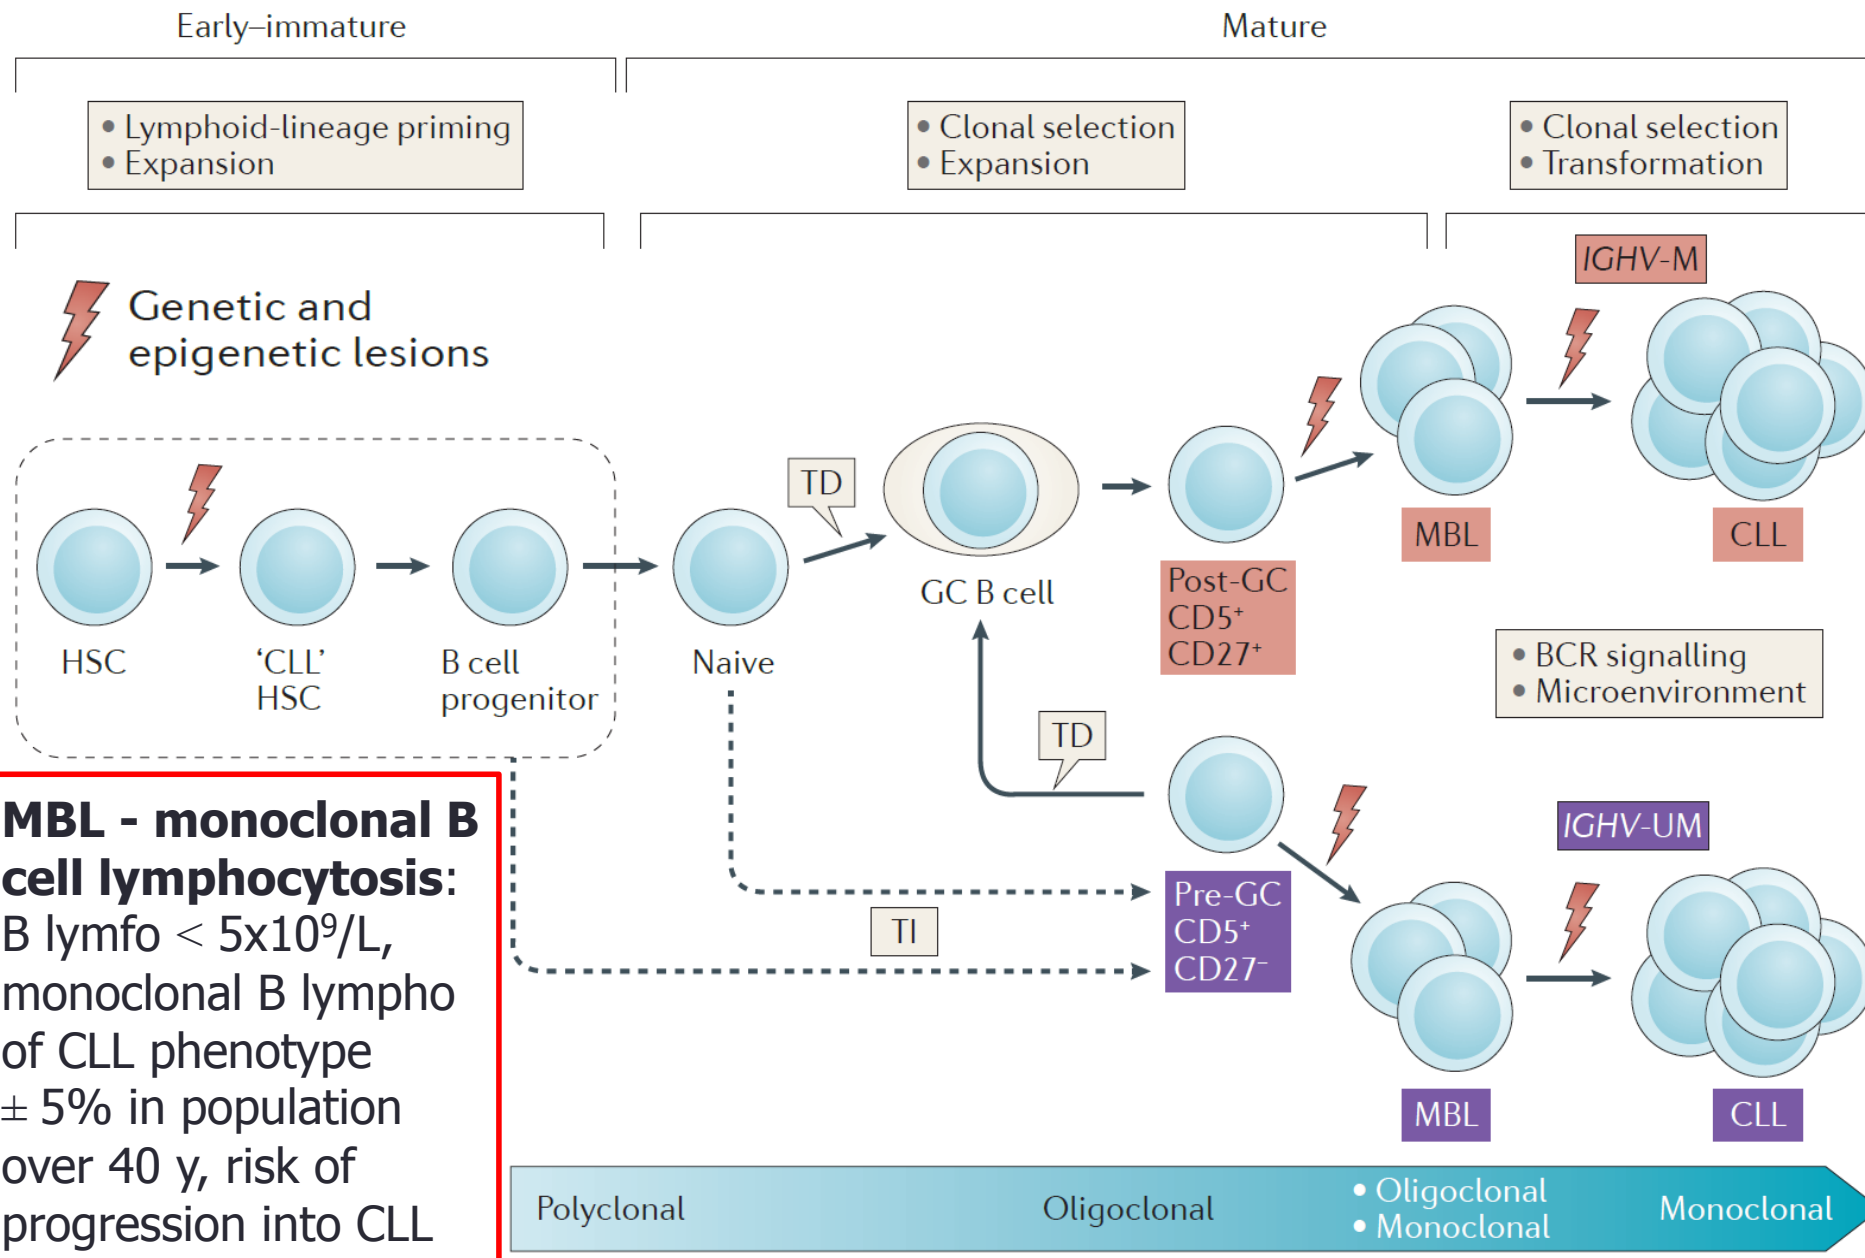 Early–immature
Mature
• Lymphoid-lineage priming
• Expansion
• Clonal selection
• Expansion
• Clonal selection
• Transformation
Genetic and
epigenetic lesions
IGHV-M
TD
HSC
‘CLL’
HSC
B cell
progenitor
Naive
GC B cell
Post-GC
CD5⁺
CD27⁺
MBL
CLL
• BCR signalling
• Microenvironment
TD
TI
Pre-GC
CD5⁺
CD27⁻
IGHV-UM
MBL
CLL
MBL - monoclonal B
cell lymphocytosis:
B lymfo < 5x10⁹/L,
monoclonal B lympho
of CLL phenotype
± 5% in population
over 40 y, risk of
progression into CLL
Polyclonal
Oligoclonal
• Oligoclonal
• Monoclonal
Monoclonal